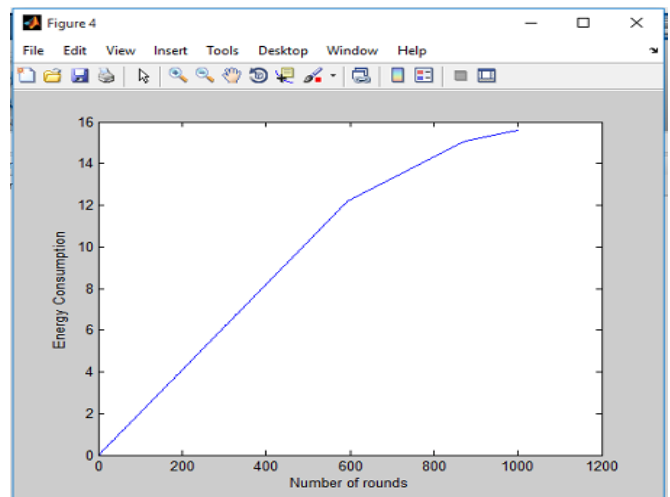 Figure 4
File Edit View Insert Tools Desktop Window Help
16
14
12
10
8
6
4
2
0
Energy Consumption
0 200 400 600 800 1000 1200
Number of rounds